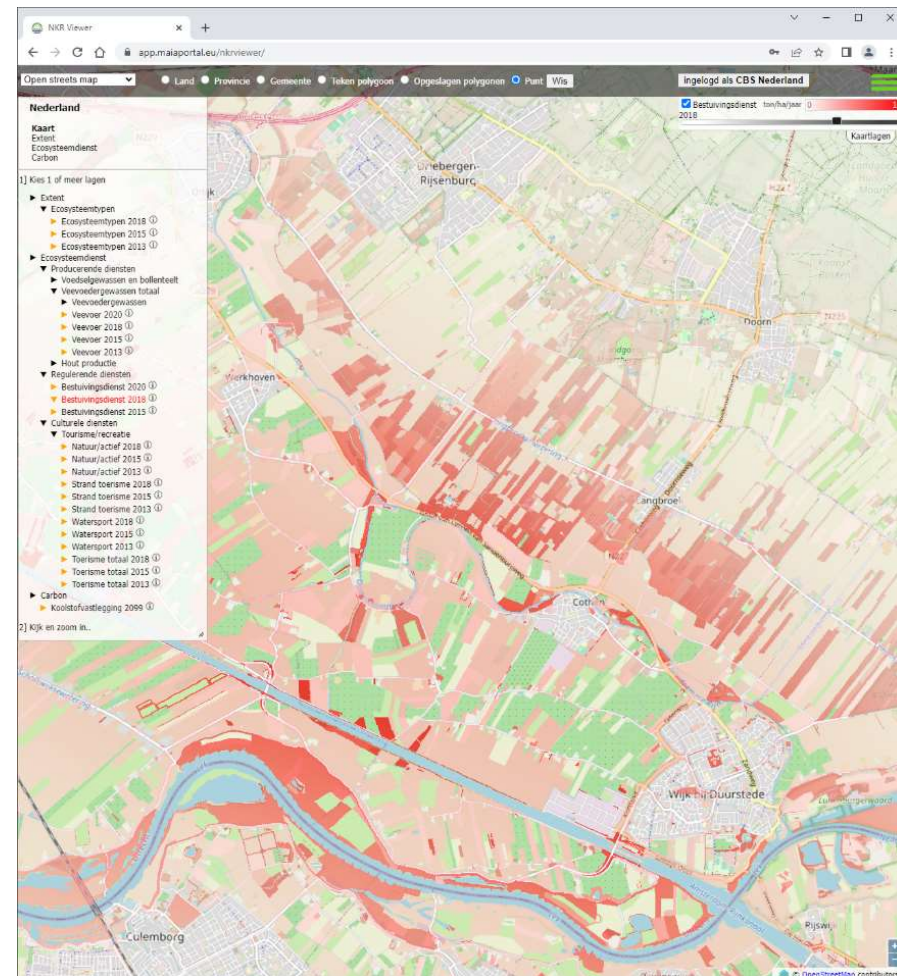 NKR Viewer
app.maiaportal.eu/nkrviewer/
Open streets map
Land Provincie Gemeente Teken polygoon Opgeslagen polygonen Punt Wis
ingelogd als CBS Nederland
Bestuivingsdienst ton/ha/jaar 0 1
2018
Kaartlagen
Nederland
Kaart
Extent
Ecosysteemdienst
Carbon
1] Kies 1 of meer lagen
Extent
Ecosysteemtypen
Ecosysteemtypen 2018
Ecosysteemtypen 2015
Ecosysteemtypen 2013
Ecosysteemdienst
Producerende diensten
Voedselgewassen en bollenteelt
Veevoedergewassen totaal
Veevoedergewassen
Veevoer 2020
Veevoer 2018
Veevoer 2015
Veevoer 2013
Hout productie
Regulerende diensten
Bestuivingsdienst 2020
Bestuivingsdienst 2018
Bestuivingsdienst 2015
Culturele diensten
Tourisme/recreatie
Natuur/actief 2018
Natuur/actief 2015
Natuur/actief 2013
Strand toerisme 2018
Strand toerisme 2015
Strand toerisme 2013
Watersport 2018
Watersport 2015
Watersport 2013
Toerisme totaal 2018
Toerisme totaal 2015
Toerisme totaal 2013
Carbon
Koolstofvastlegging 2099
2] Kijk en zoom in..
Driebergen-
Rijsenburg
Doorn
N225
Werkhoven
Langbroek
Cothen
Wijk bij Duurstede
Zandweg
Culemborg
Rijswijk
© OpenStreetMap contributors